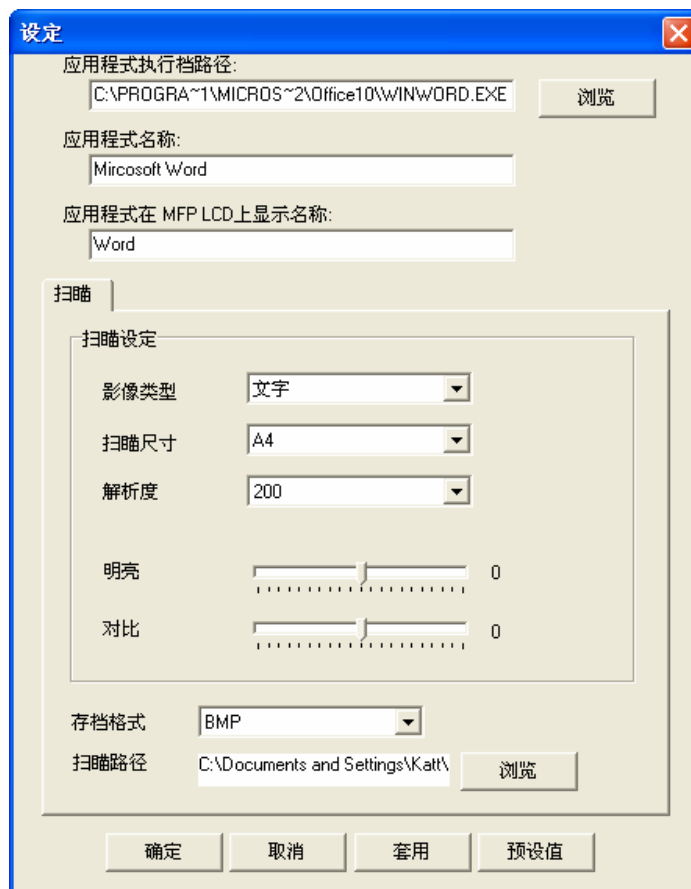 设定
应用程式执行档路径:
C:\PROGRA~1\MICROS~2\Office10\WINWORD.EXE 浏览
应用程式名称:
Mircosoft Word
应用程式在 MFP LCD上显示名称:
Word
扫瞄
扫瞄设定
影像类型 文字
扫瞄尺寸 A4
解析度 200
明亮 0
对比 0
存档格式 BMP
扫瞄路径 C:\Documents and Settings\Katt\ 浏览
确定 取消 套用 预设值